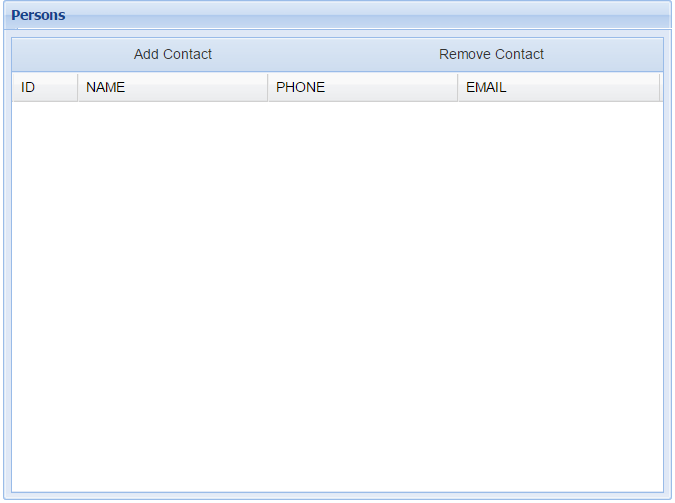 Persons
Add Contact Remove Contact
ID NAME PHONE EMAIL